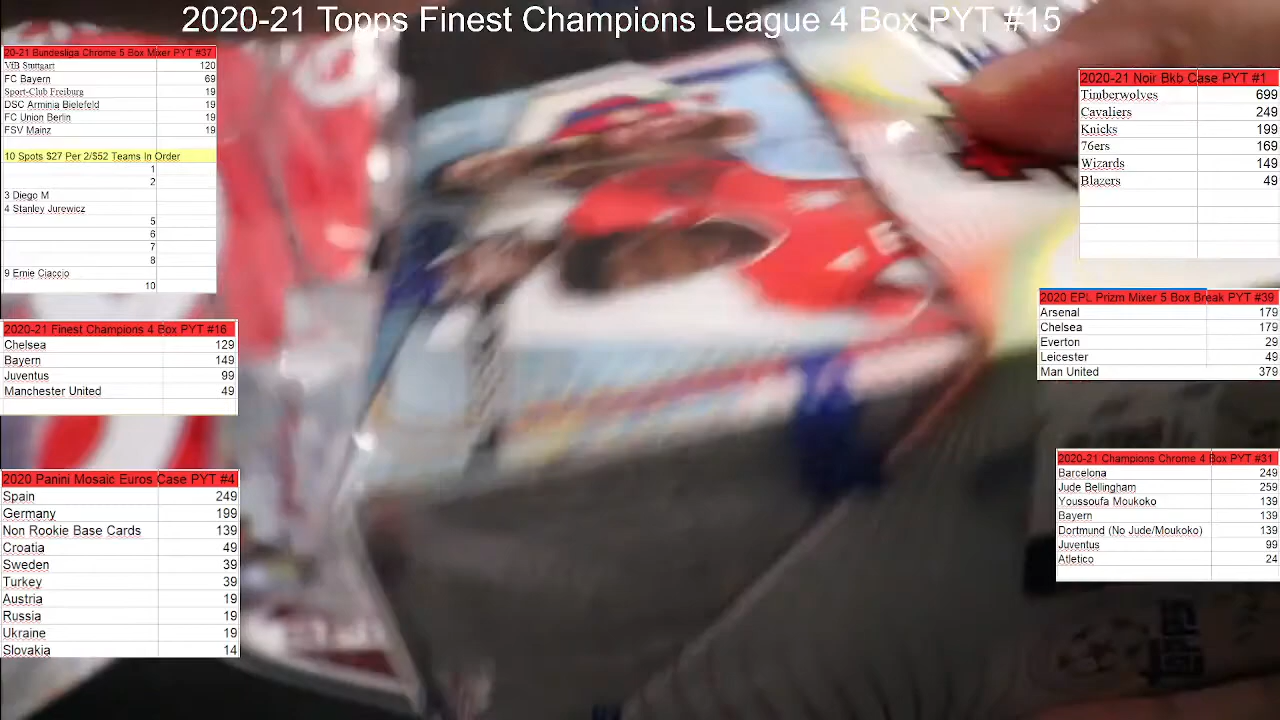 2020-21 Topps Finest Champions League 4 Box PYT #15
20-21 Bundesliga Chrome 5 Box Mixer PYT #37
VfB Stuttgart 120
FC Bayern 69
Sport-Club Freiburg 19
DSC Arminia Bielefeld 19
FC Union Berlin 19
FSV Mainz 19
10 Spots $27 Per 2/$52 Teams In Order
1
2
3 Diego M
4 Stanley Jurewicz
5
6
7
8
9 Ernie Ciaccio
10
2020-21 Finest Champions 4 Box PYT #16
Chelsea 129
Bayern 149
Juventus 99
Manchester United 49
2020 Panini Mosaic Euros Case PYT #4
Spain 249
Germany 199
Non Rookie Base Cards 139
Croatia 49
Sweden 39
Turkey 39
Austria 19
Russia 19
Ukraine 19
Slovakia 14
2020-21 Noir Bkb Case PYT #1
Timberwolves 699
Cavaliers 249
Knicks 199
76ers 169
Wizards 149
Blazers 49
2020 EPL Prizm Mixer 5 Box Break PYT #39
Arsenal 179
Chelsea 179
Everton 29
Leicester 49
Man United 379
2020-21 Champions Chrome 4 Box PYT #31
Barcelona 249
Jude Bellingham 259
Youssoufa Moukoko 139
Bayern 139
Dortmund (No Jude/Moukoko) 139
Juventus 99
Atletico 24
topps